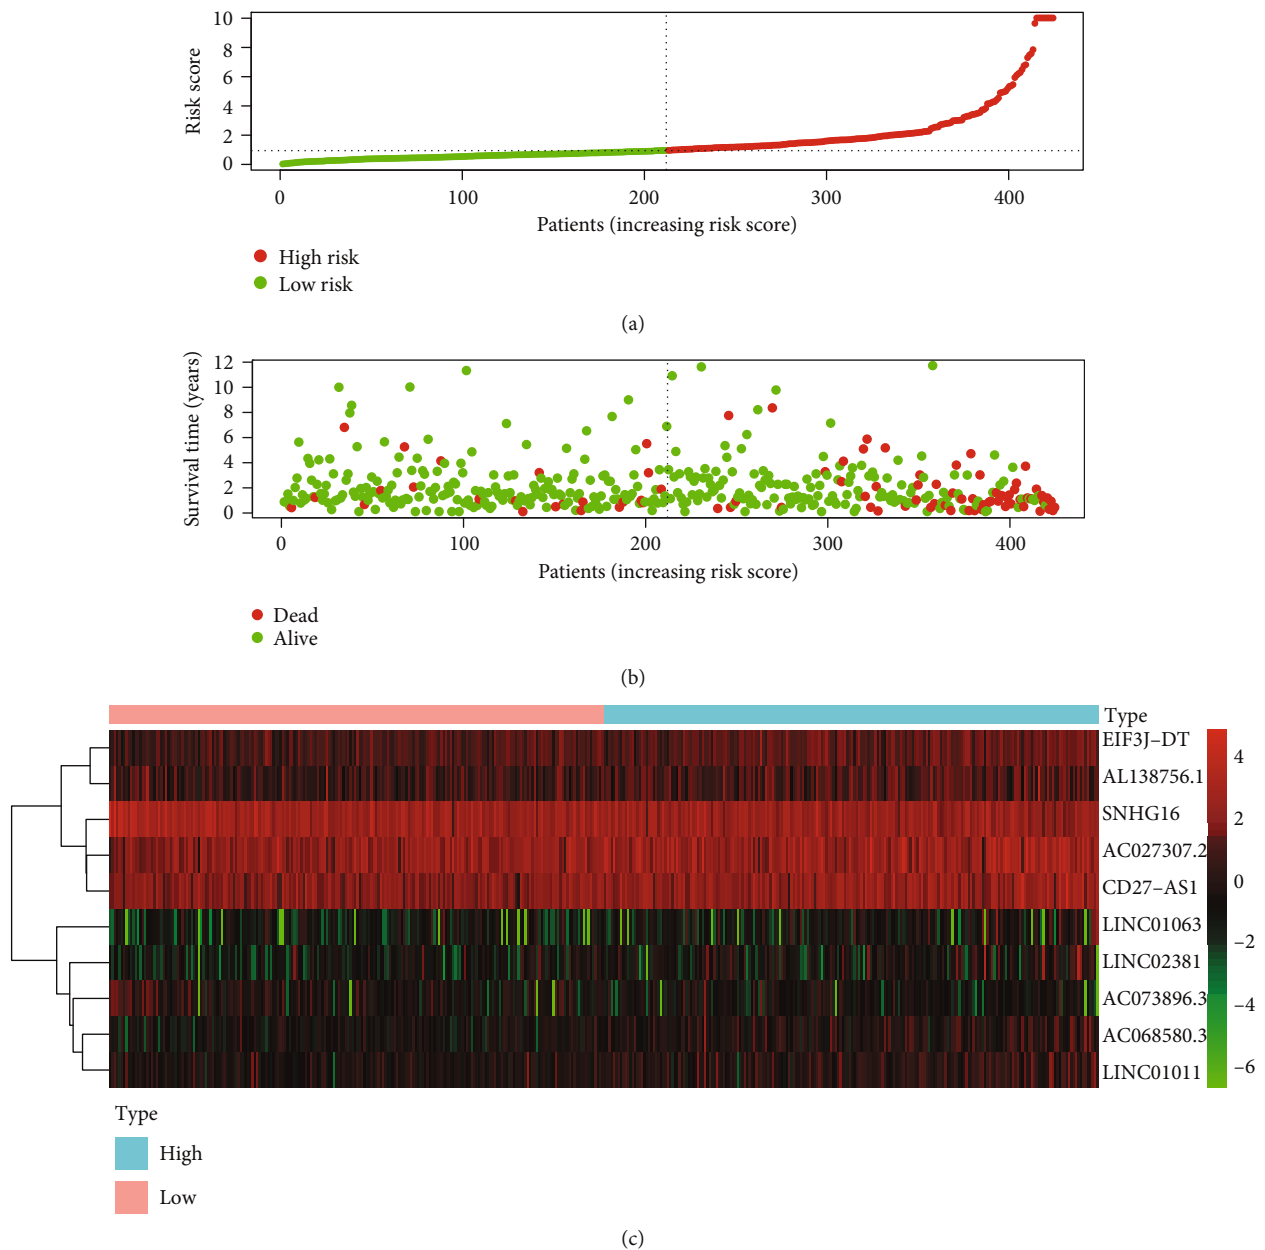 10
8
6
4
2
0
Risk score
0 100 200 300 400
Patients (increasing risk score)
High risk
Low risk
(a)
12
10
8
6
4
2
0
Survival time (years)
0 100 200 300 400
Patients (increasing risk score)
Dead
Alive
(b)
Type
EIF3J–DT
AL138756.1
SNHG16
AC027307.2
CD27–AS1
LINC01063
LINC02381
AC073896.3
AC068580.3
LINC01011
4
2
0
–2
–4
–6
Type
High
Low
(c)